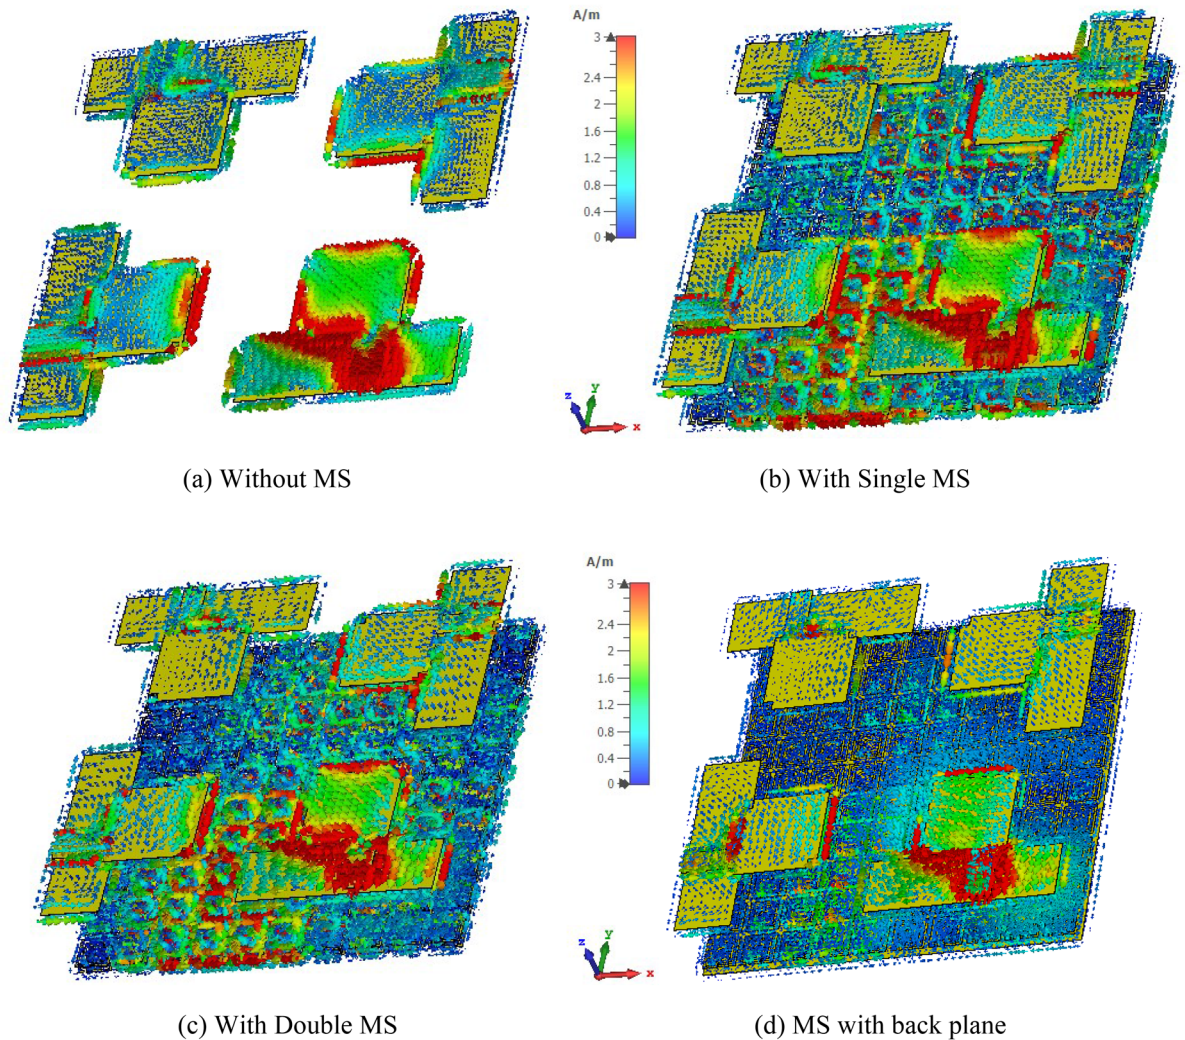 A/m
3
2.4
2
1.6
1.2
0.8
0.4
0
z y x
(a) Without MS
(b) With Single MS
A/m
3
2.4
2
1.6
1.2
0.8
0.4
0
z y x
(c) With Double MS
(d) MS with back plane